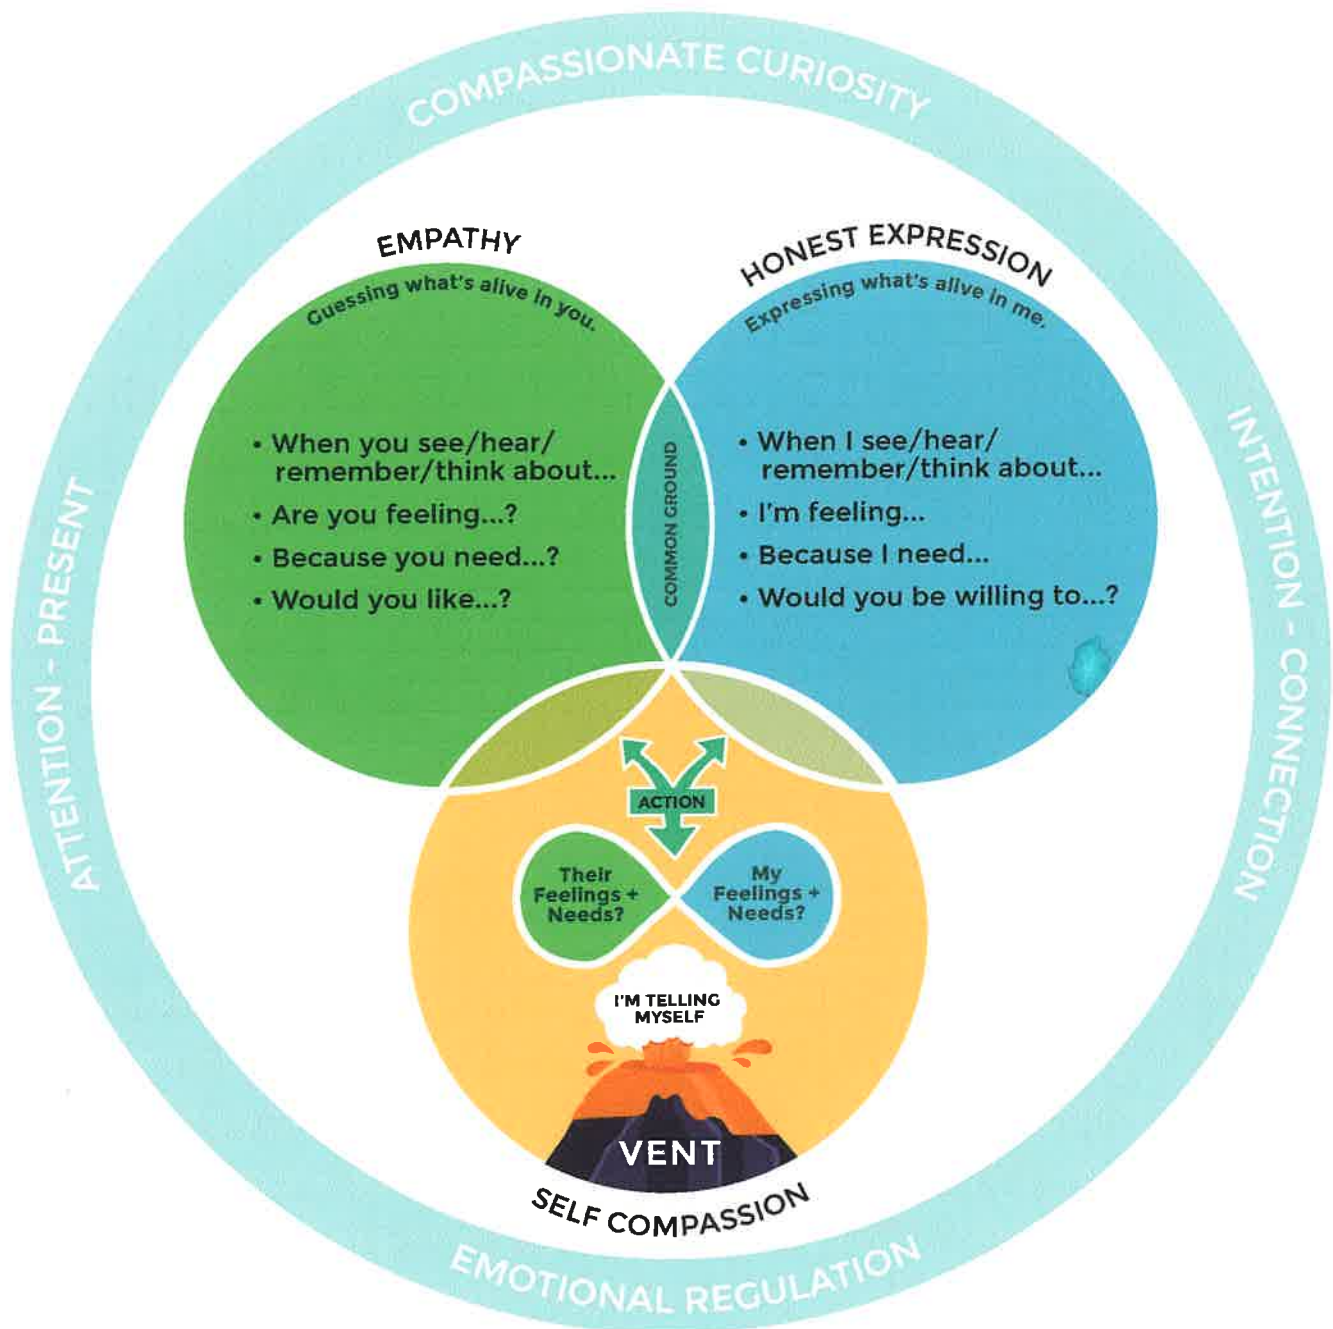 COMPASSIONATE CURIOSITY
EMPATHY
Guessing what's alive in you.
• When you see/hear/
remember/think about...
• Are you feeling...?
• Because you need...?
• Would you like...?
HONEST EXPRESSION
Expressing what's alive in me.
• When I see/hear/
remember/think about...
• I'm feeling...
• Because I need...
• Would you be willing to...?
COMMON GROUND
ATTENTION - PRESENT
INTENTION - CONNECTION
ACTION
Their
Feelings +
Needs?
My
Feelings +
Needs?
I'M TELLING
MYSELF
VENT
SELF COMPASSION
EMOTIONAL REGULATION